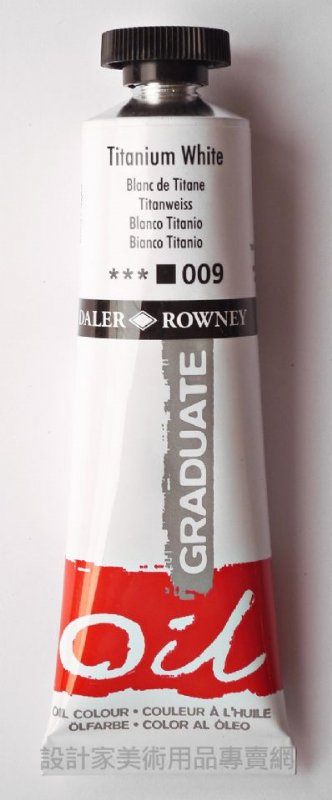 Titanium White
Blanc de Titane
Titanweiss
Blanco Titanio
Bianco Titanio
*** ■ 009
DALER ROWNEY
GRADUATE
Oil
OIL COLOUR • COULEUR À L'HUILE
ÖLFARBE • COLOR AL ÓLEO
設計家美術用品專賣網